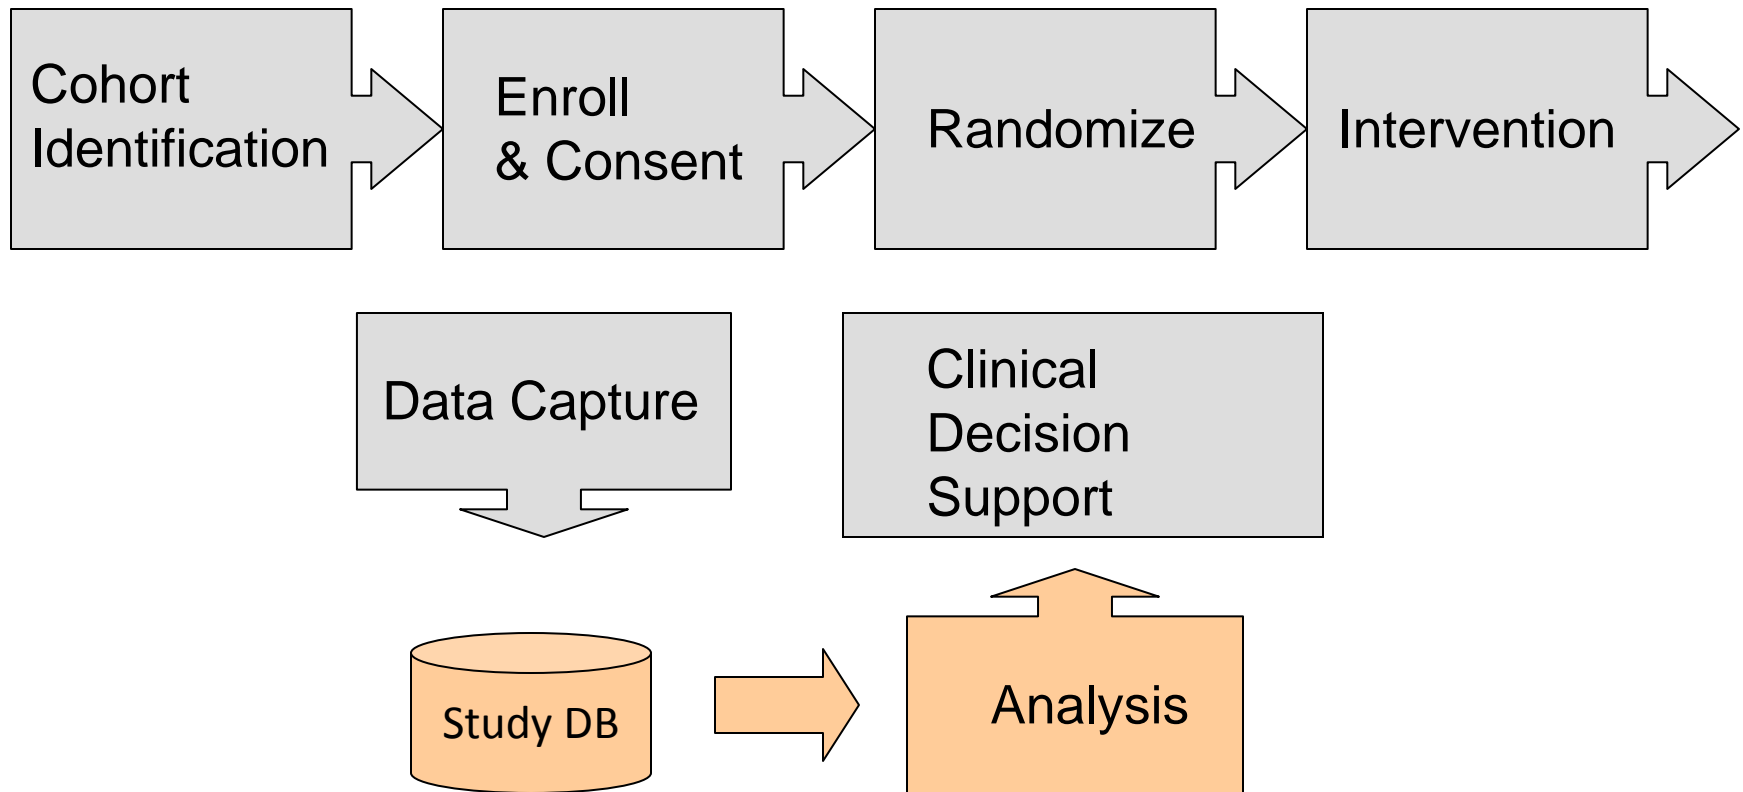 Cohort
Identification
Enroll
& Consent
Randomize
Intervention
Data Capture
Clinical
Decision
Support
Study DB
Analysis